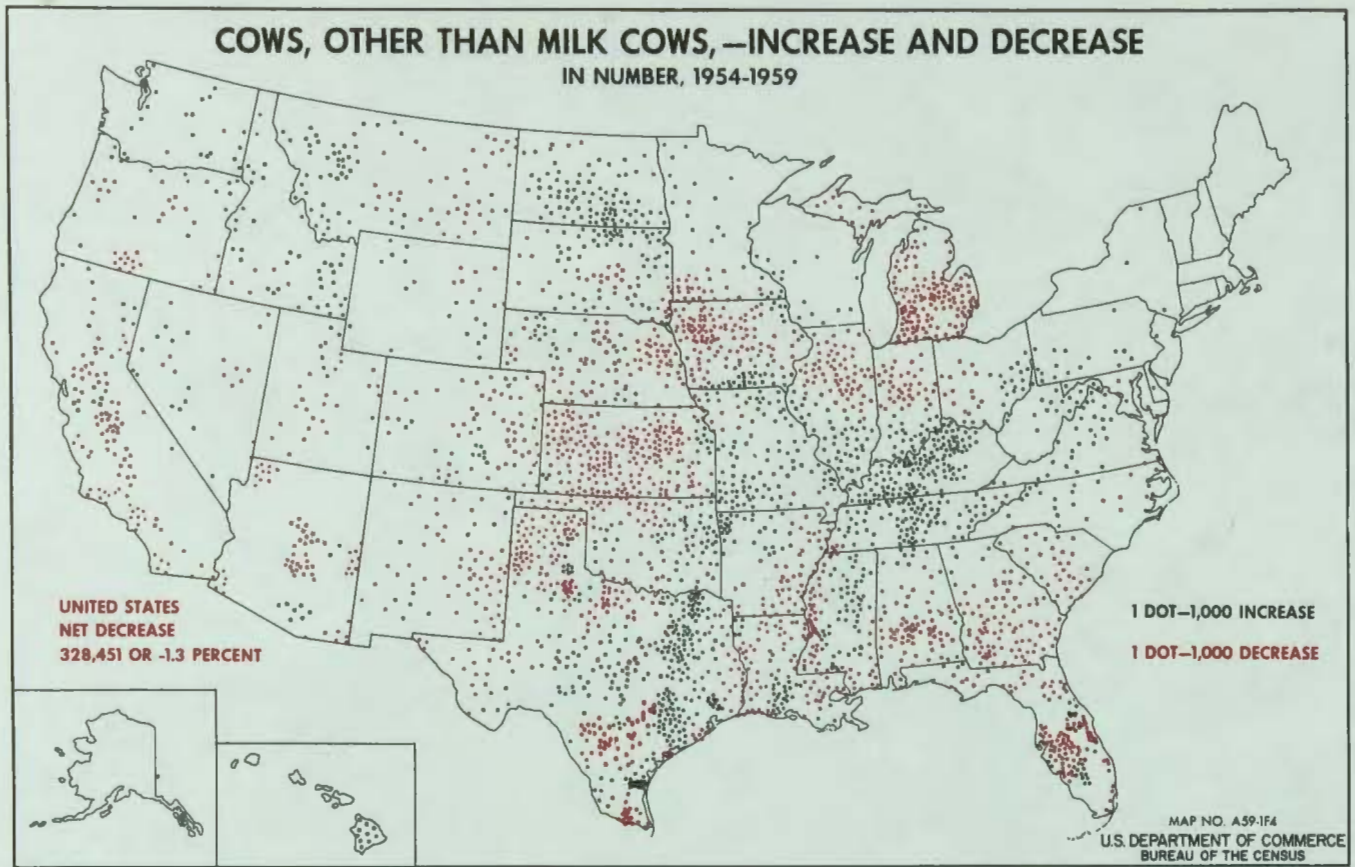 COWS, OTHER THAN MILK COWS,—INCREASE AND DECREASE
IN NUMBER, 1954-1959
UNITED STATES
NET DECREASE
328,451 OR -1.3 PERCENT
1 DOT—1,000 INCREASE
1 DOT—1,000 DECREASE
MAP NO. A59-1F4
U.S. DEPARTMENT OF COMMERCE
BUREAU OF THE CENSUS